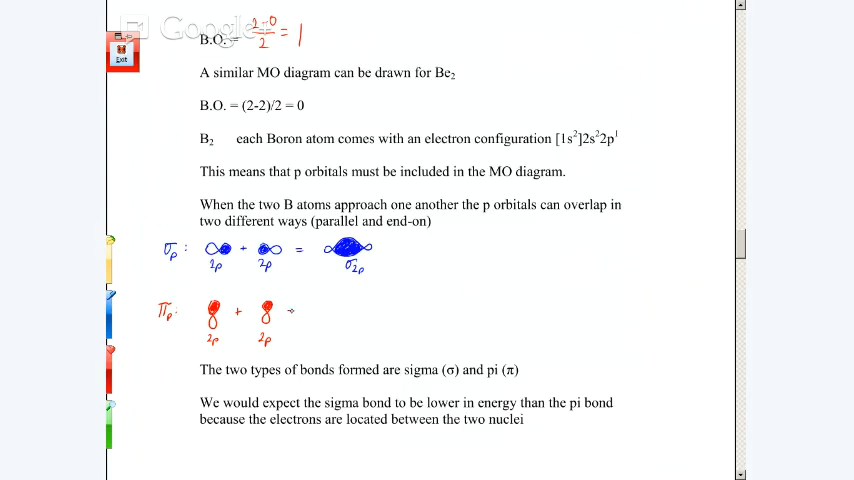 Google+
B.O. = 2-0/2 = 1
Exit
A similar MO diagram can be drawn for Be₂
B.O. = (2-2)/2 = 0
B₂ each Boron atom comes with an electron configuration [1s²]2s²2p¹
This means that p orbitals must be included in the MO diagram.
When the two B atoms approach one another the p orbitals can overlap in
two different ways (parallel and end-on)
σp: + =
2p 2p σ2p
πp: +
2p 2p
The two types of bonds formed are sigma (σ) and pi (π)
We would expect the sigma bond to be lower in energy than the pi bond
because the electrons are located between the two nuclei